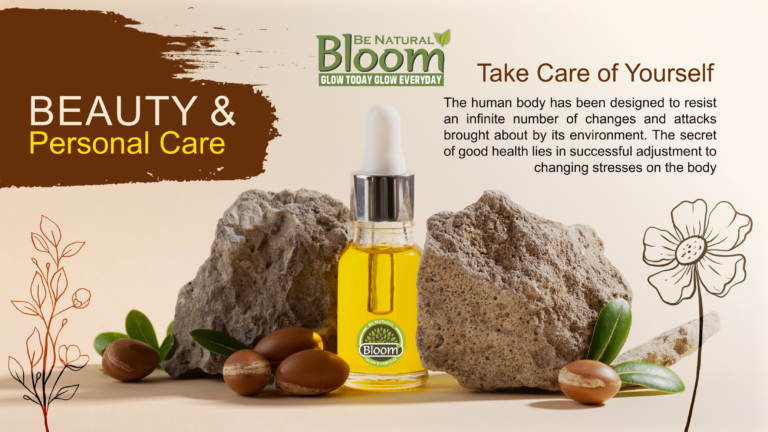 BEAUTY &
Personal Care
Be Natural
Bloom
GLOW TODAY GLOW EVERYDAY
Take Care of Yourself
The human body has been designed to resist
an infinite number of changes and attacks
brought about by its environment. The secret
of good health lies in successful adjustment to
changing stresses on the body
Be Natural
Bloom